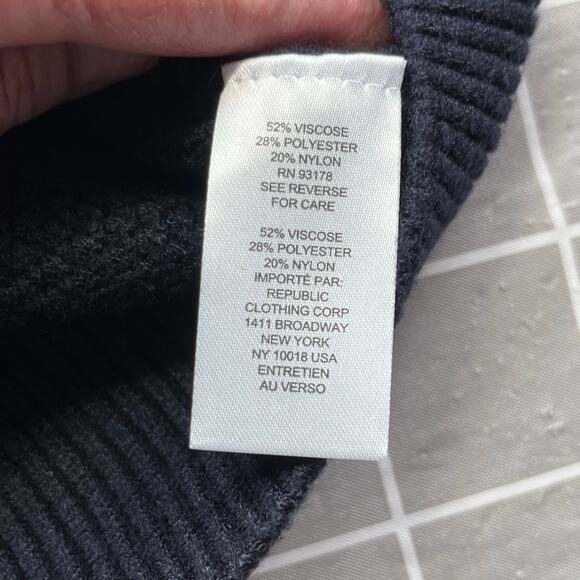 52% VISCOSE
28% POLYESTER
20% NYLON
RN 93178
SEE REVERSE
FOR CARE
52% VISCOSE
28% POLYESTER
20% NYLON
IMPORTÉ PAR:
REPUBLIC
CLOTHING CORP
1411 BROADWAY
NEW YORK
NY 10018 USA
ENTRETIEN
AU VERSO